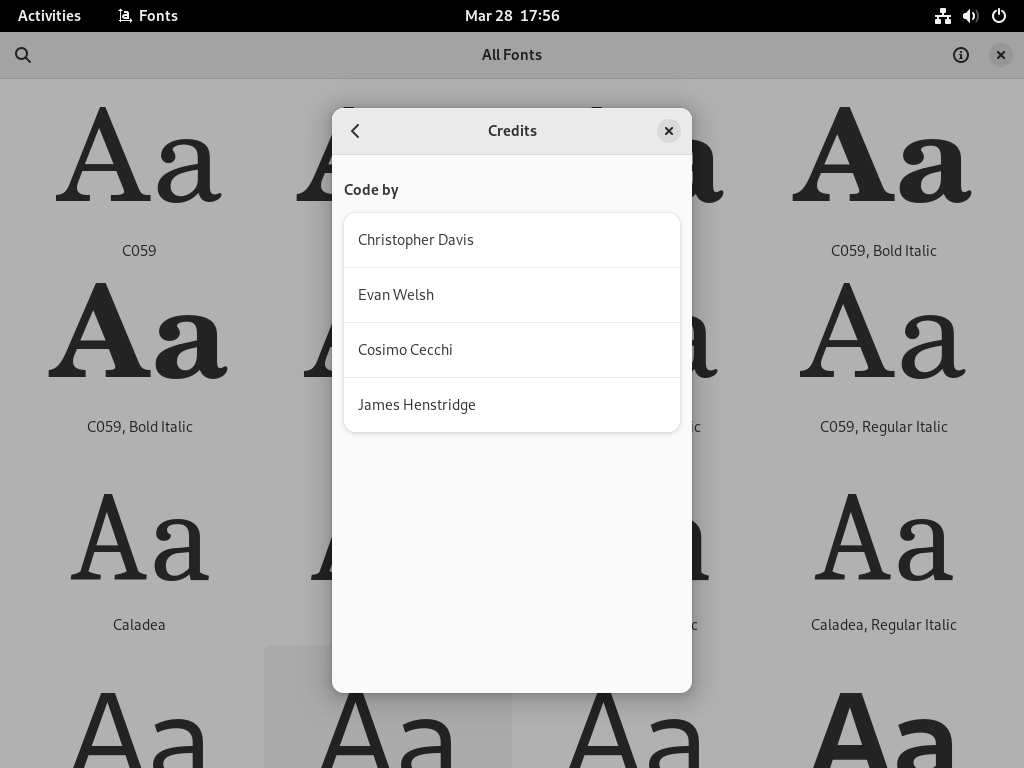 Activities
Fonts
Mar 28 17:56
All Fonts
Credits
Code by
Christopher Davis
Evan Welsh
Cosimo Cecchi
James Henstridge
Aa
Aa
C059
C059, Bold Italic
Aa
Aa
C059, Bold Italic
C059, Regular Italic
Aa
Aa
Caladea
Caladea, Regular Italic
Aa
Aa
Aa
Aa